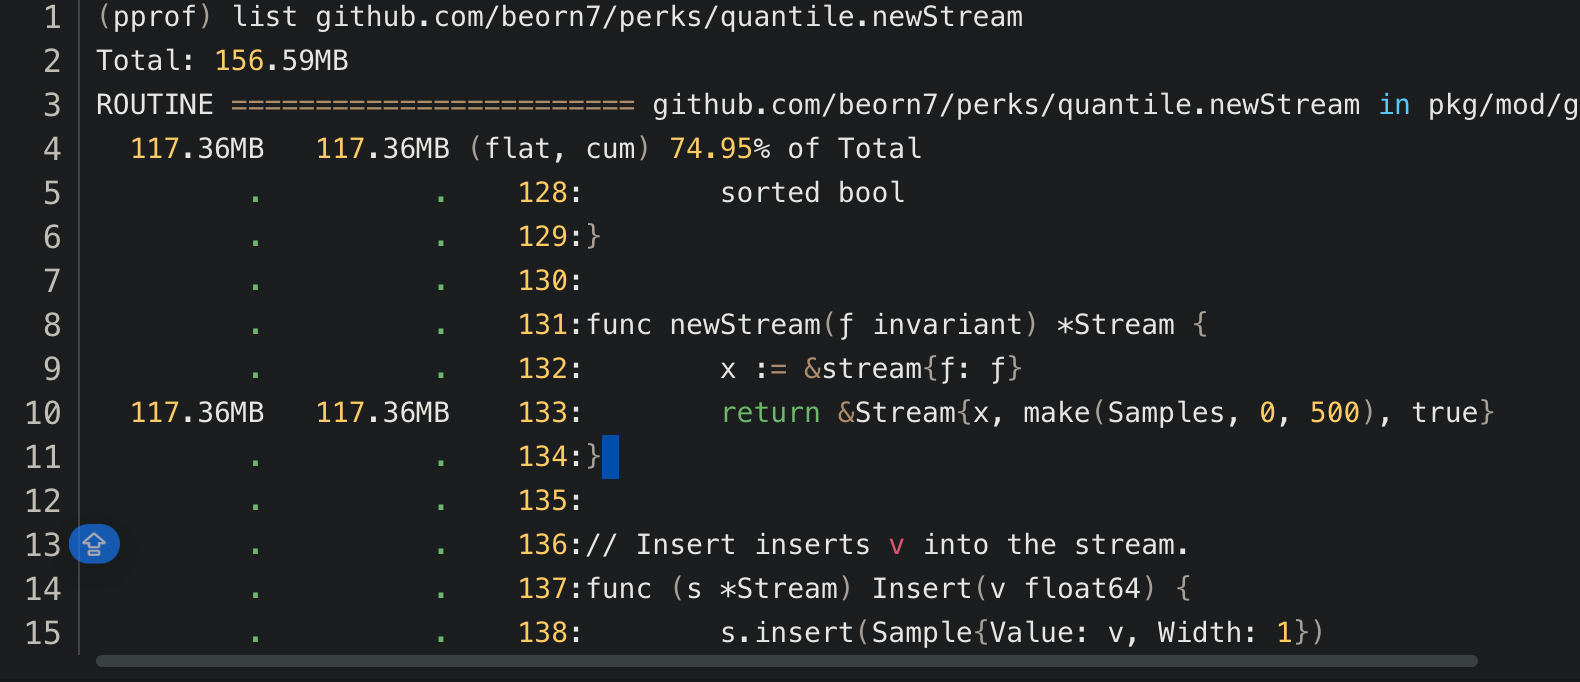 1 (pprof) list github.com/beorn7/perks/quantile.newStream
2 Total: 156.59MB
3 ROUTINE ======================== github.com/beorn7/perks/quantile.newStream in pkg/mod/g
4   117.36MB   117.36MB (flat, cum) 74.95% of Total
5          .          .    128:        sorted bool
6          .          .    129:}
7          .          .    130:
8          .          .    131:func newStream(ƒ invariant) *Stream {
9          .          .    132:        x := &stream{ƒ: ƒ}
10   117.36MB   117.36MB    133:        return &Stream{x, make(Samples, 0, 500), true}
11          .          .    134:}
12          .          .    135:
13          .          .    136:// Insert inserts v into the stream.
14          .          .    137:func (s *Stream) Insert(v float64) {
15          .          .    138:        s.insert(Sample{Value: v, Width: 1})